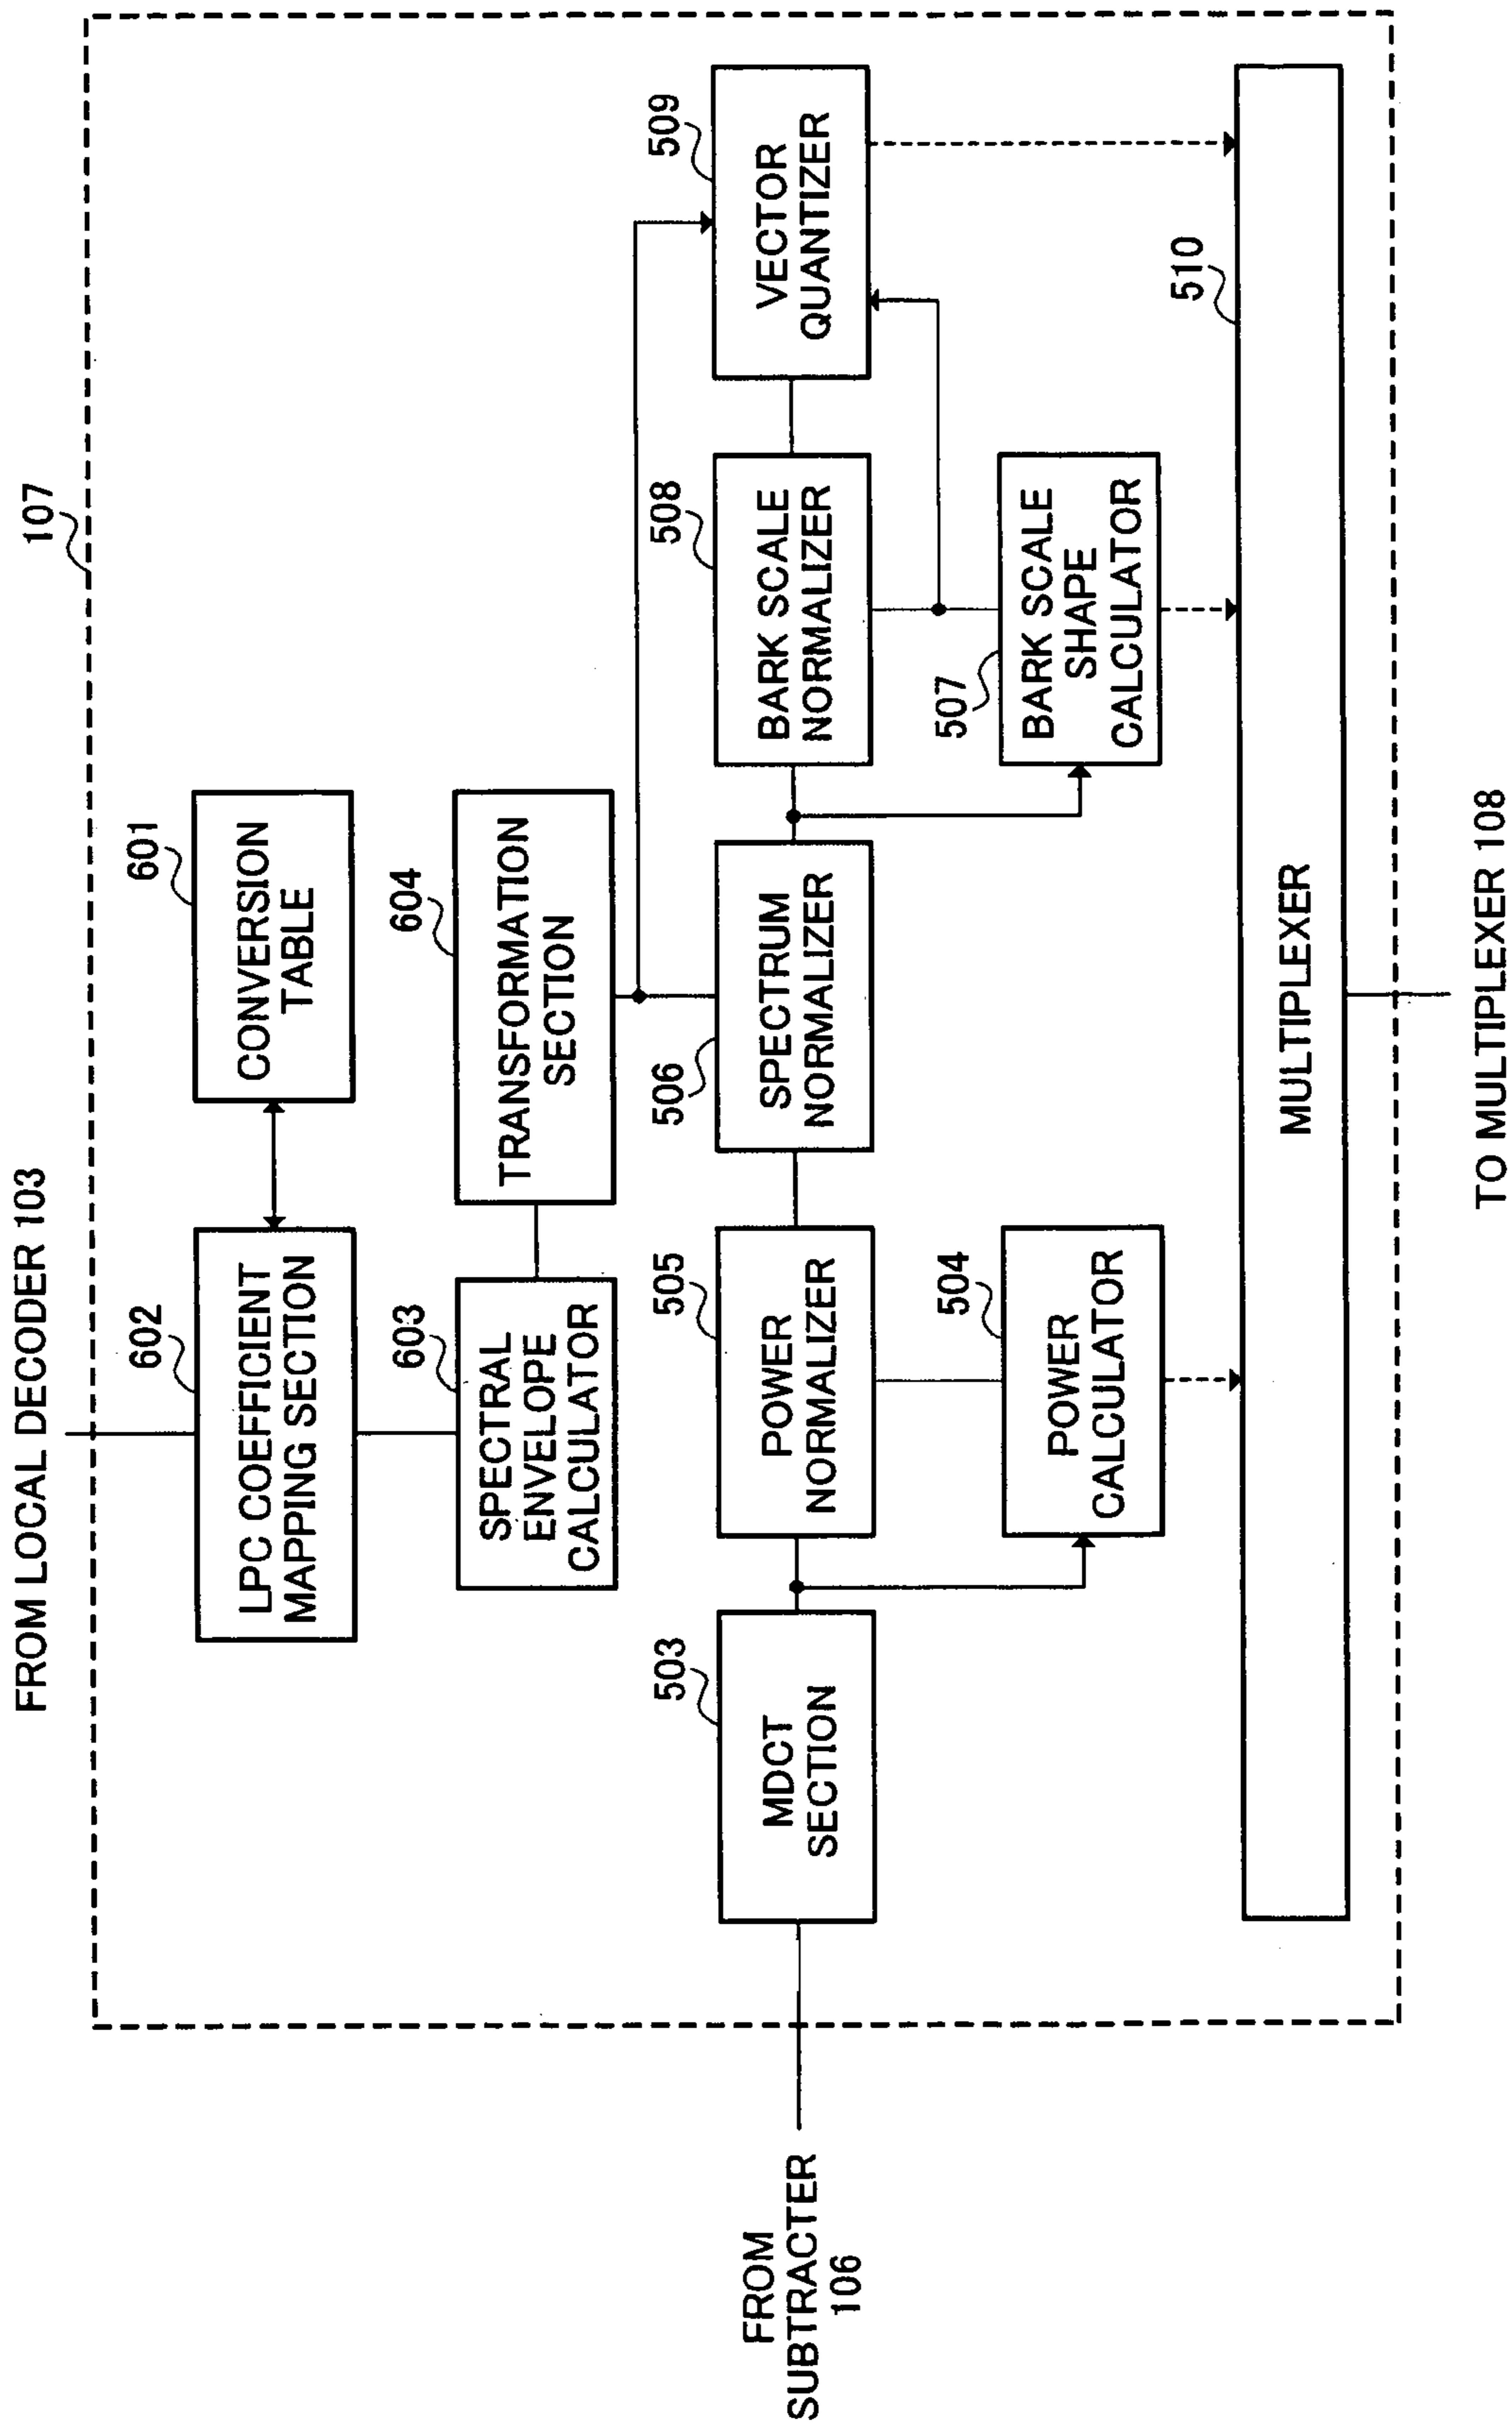 FROM LOCAL DECODER 103
107
602
LPC COEFFICIENT
MAPPING SECTION
601
CONVERSION
TABLE
603
SPECTRAL
ENVELOPE
CALCULATOR
604
TRANSFORMATION
SECTION
FROM
SUBTRACTER
106
503
MDCT
SECTION
505
POWER
NORMALIZER
506
SPECTRUM
NORMALIZER
508
BARK SCALE
NORMALIZER
509
VECTOR
QUANTIZER
504
POWER
CALCULATOR
507
BARK SCALE
SHAPE
CALCULATOR
510
MULTIPLEXER
TO MULTIPLEXER 108